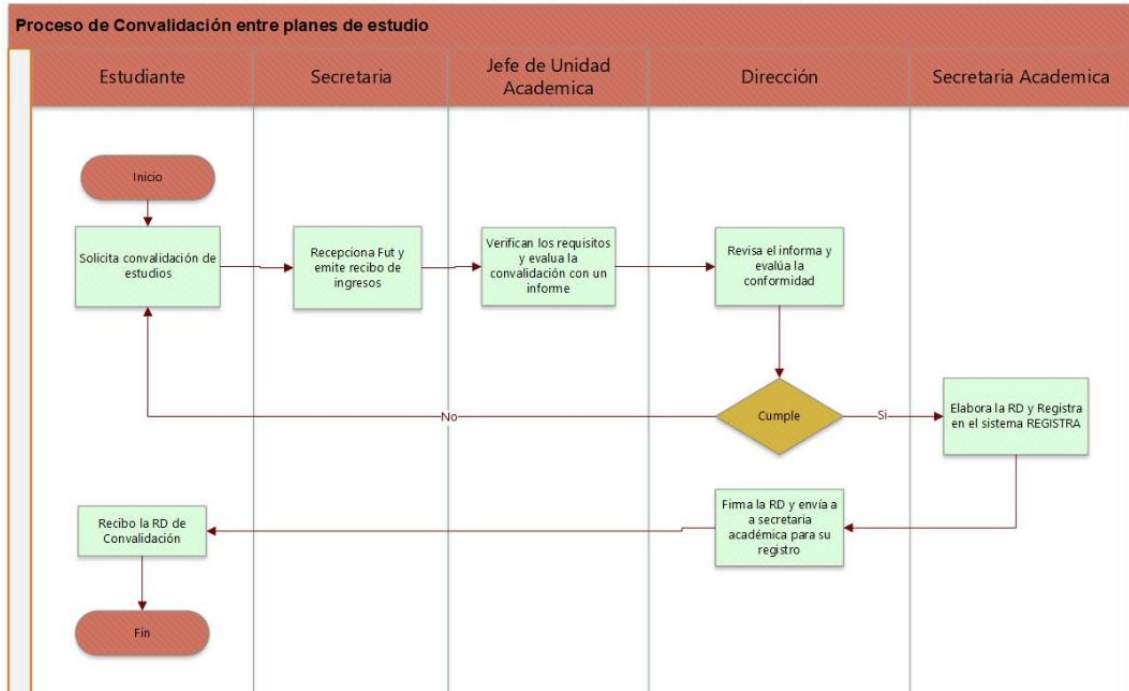 Proceso de Convalidación entre planes de estudio
Estudiante
Secretaria
Jefe de Unidad
Academica
Dirección
Secretaria Academica
Inicio
Solicita convalidación de
estudios
Recepciona Fut y
emite recibo de
ingresos
Verifican los requisitos
y evalua la
convalidación con un
informe
Revisa el informa y
evalúa la
conformidad
No
Cumple
Si
Elabora la RD y Registra
en el sistema REGISTRA
Recibo la RD de
Convalidación
Firma la RD y envía a
a secretaria
académica para su
registro
Fin